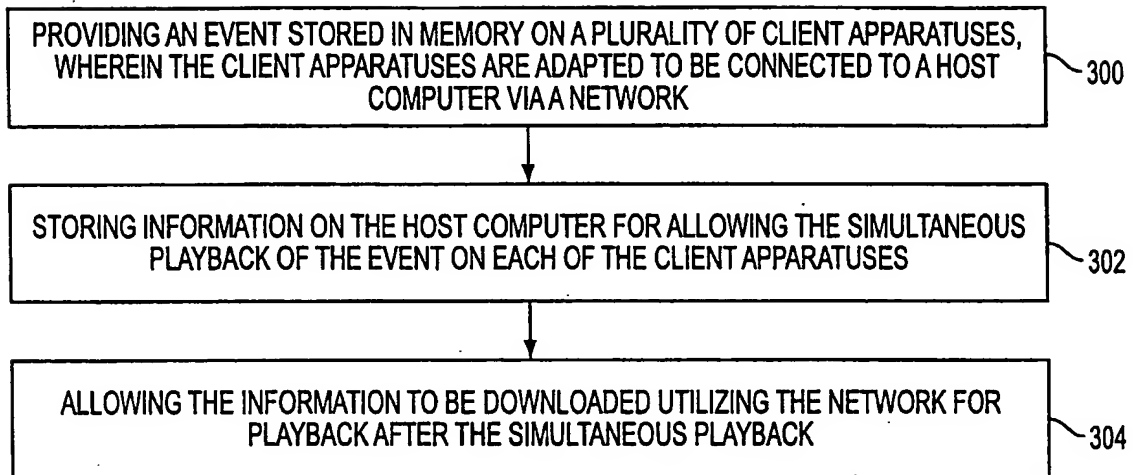 PROVIDING AN EVENT STORED IN MEMORY ON A PLURALITY OF CLIENT APPARATUSES,
WHEREIN THE CLIENT APPARATUSES ARE ADAPTED TO BE CONNECTED TO A HOST
COMPUTER VIA A NETWORK
300
STORING INFORMATION ON THE HOST COMPUTER FOR ALLOWING THE SIMULTANEOUS
PLAYBACK OF THE EVENT ON EACH OF THE CLIENT APPARATUSES
302
ALLOWING THE INFORMATION TO BE DOWNLOADED UTILIZING THE NETWORK FOR
PLAYBACK AFTER THE SIMULTANEOUS PLAYBACK
304